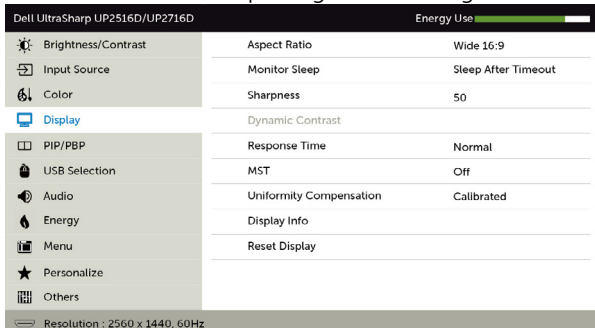 Dell UltraSharp UP2516D/UP2716D Energy Use
Brightness/Contrast Aspect Ratio Wide 16:9
Input Source Monitor Sleep Sleep After Timeout
Color Sharpness 50
Display Dynamic Contrast
PIP/PBP Response Time Normal
USB Selection MST Off
Audio Uniformity Compensation Calibrated
Energy Display Info
Menu Reset Display
Personalize
Others
Resolution : 2560 x 1440, 60Hz